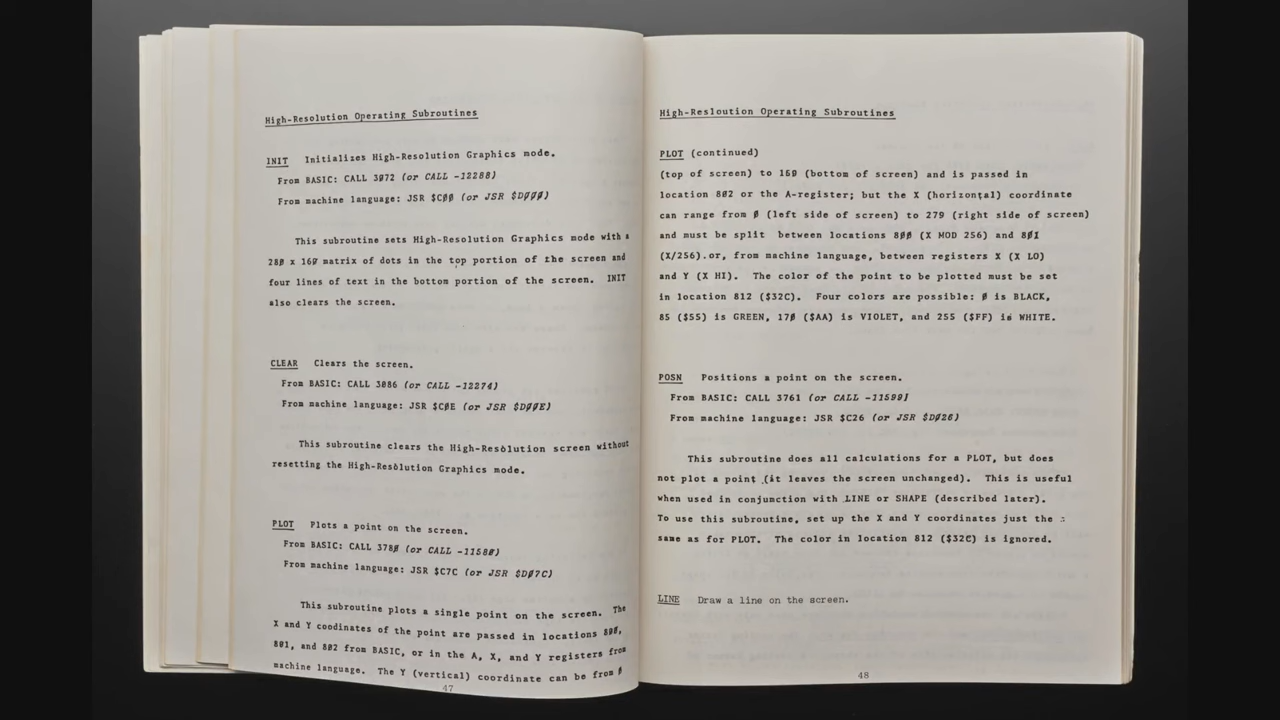 High-Resolution Operating Subroutines
INIT Initializes High-Resolution Graphics mode.
From BASIC: CALL 3072 (or CALL -12288)
From machine language: JSR $C00 (or JSR $D000)
This subroutine sets High-Resolution Graphics mode with a
280 x 160 matrix of dots in the top portion of the screen and
four lines of text in the bottom portion of the screen. INIT
also clears the screen.
CLEAR Clears the screen.
From BASIC: CALL 3086 (or CALL -12274)
From machine language: JSR $C0E (or JSR $D00E)
This subroutine clears the High-Resolution screen without
resetting the High-Resolution Graphics mode.
PLOT Plots a point on the screen.
From BASIC: CALL 3780 (or CALL -11580)
From machine language: JSR $C7C (or JSR $D07C)
This subroutine plots a single point on the screen. The
X and Y coodinates of the point are passed in locations 800,
801, and 802 from BASIC, or in the A, X, and Y registers from
machine language. The Y (vertical) coordinate can be from 0
47
High-Resloution Operating Subroutines
PLOT (continued)
(top of screen) to 160 (bottom of screen) and is passed in
location 802 or the A-register; but the X (horizontal) coordinate
can range from 0 (left side of screen) to 279 (right side of screen)
and must be split between locations 800 (X MOD 256) and 801
(X/256).or, from machine language, between registers X (X LO)
and Y (X HI). The color of the point to be plotted must be set
in location 812 ($32C). Four colors are possible: 0 is BLACK,
85 ($55) is GREEN, 170 ($AA) is VIOLET, and 255 ($FF) is WHITE.
POSN Positions a point on the screen.
From BASIC: CALL 3761 (or CALL -11599)
From machine language: JSR $C26 (or JSR $D026)
This subroutine does all calculations for a PLOT, but does
not plot a point (it leaves the screen unchanged). This is useful
when used in conjmction with LINE or SHAPE (described later).
To use this subroutine, set up the X and Y coordinates just the
same as for PLOT. The color in location 812 ($32C) is ignored.
LINE Draw a line on the screen.
48